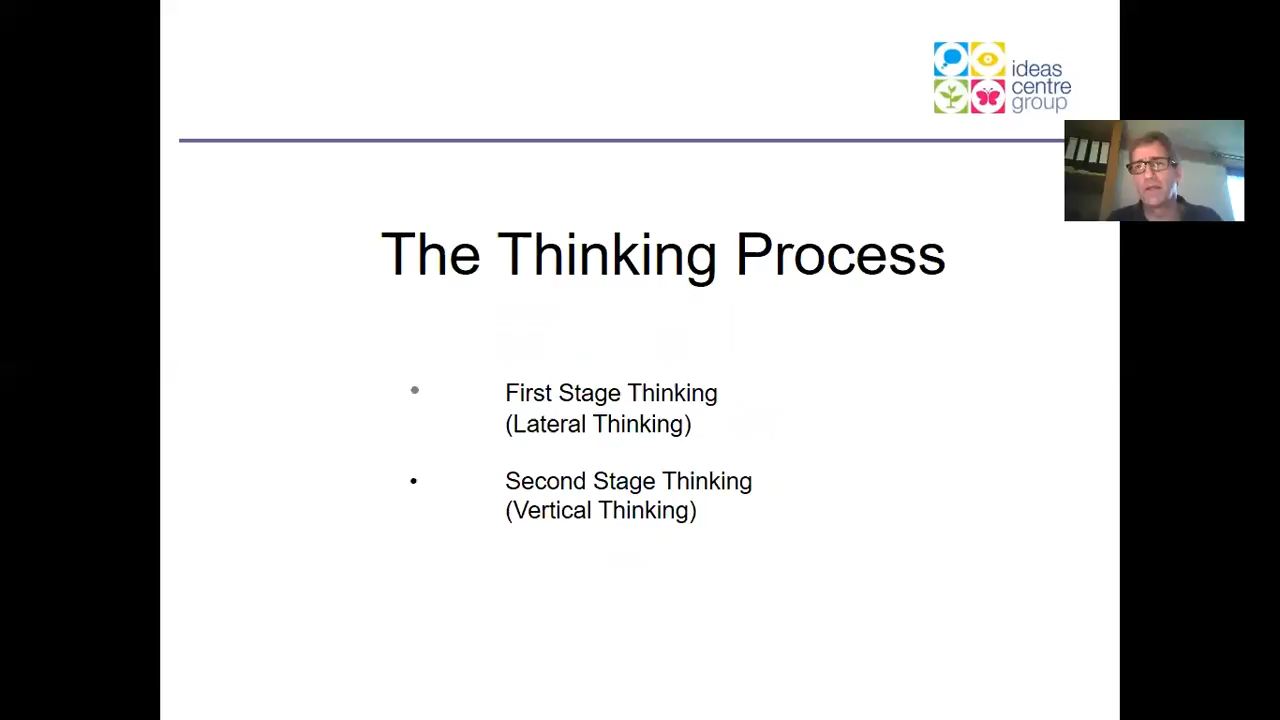 ideas
centre
group
The Thinking Process
• First Stage Thinking
(Lateral Thinking)
• Second Stage Thinking
(Vertical Thinking)